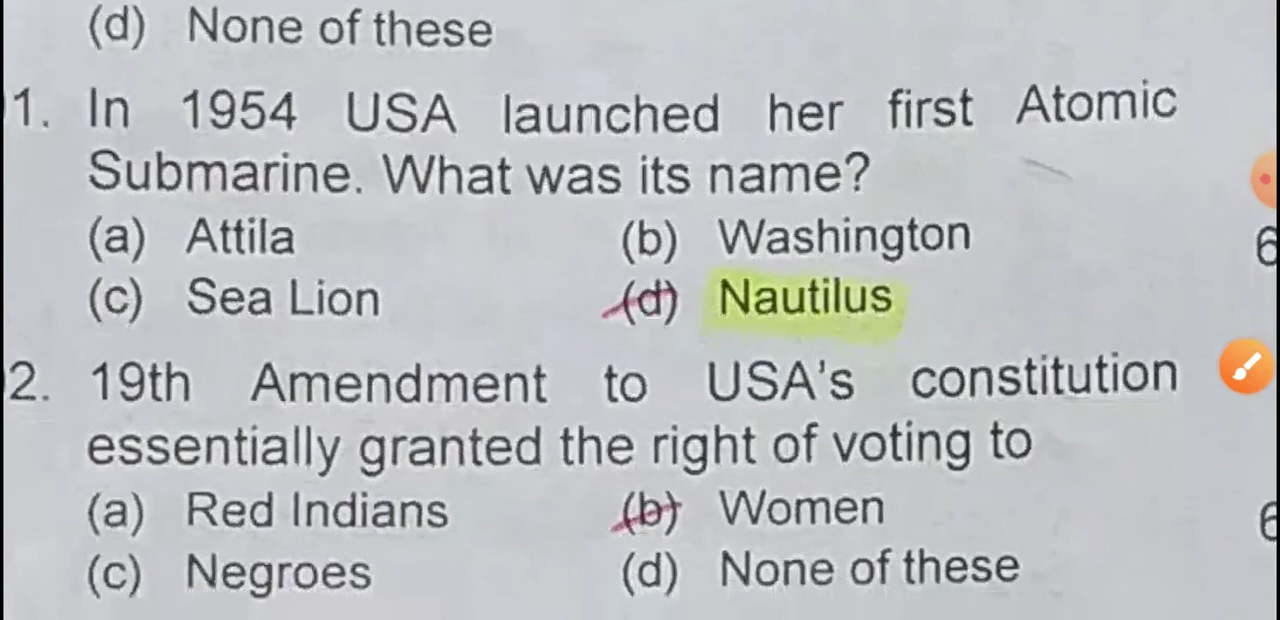 (d) None of these
1. In 1954 USA launched her first Atomic
Submarine. What was its name?
(a) Attila (b) Washington
(c) Sea Lion (d) Nautilus
2. 19th Amendment to USA's constitution
essentially granted the right of voting to
(a) Red Indians (b) Women
(c) Negroes (d) None of these